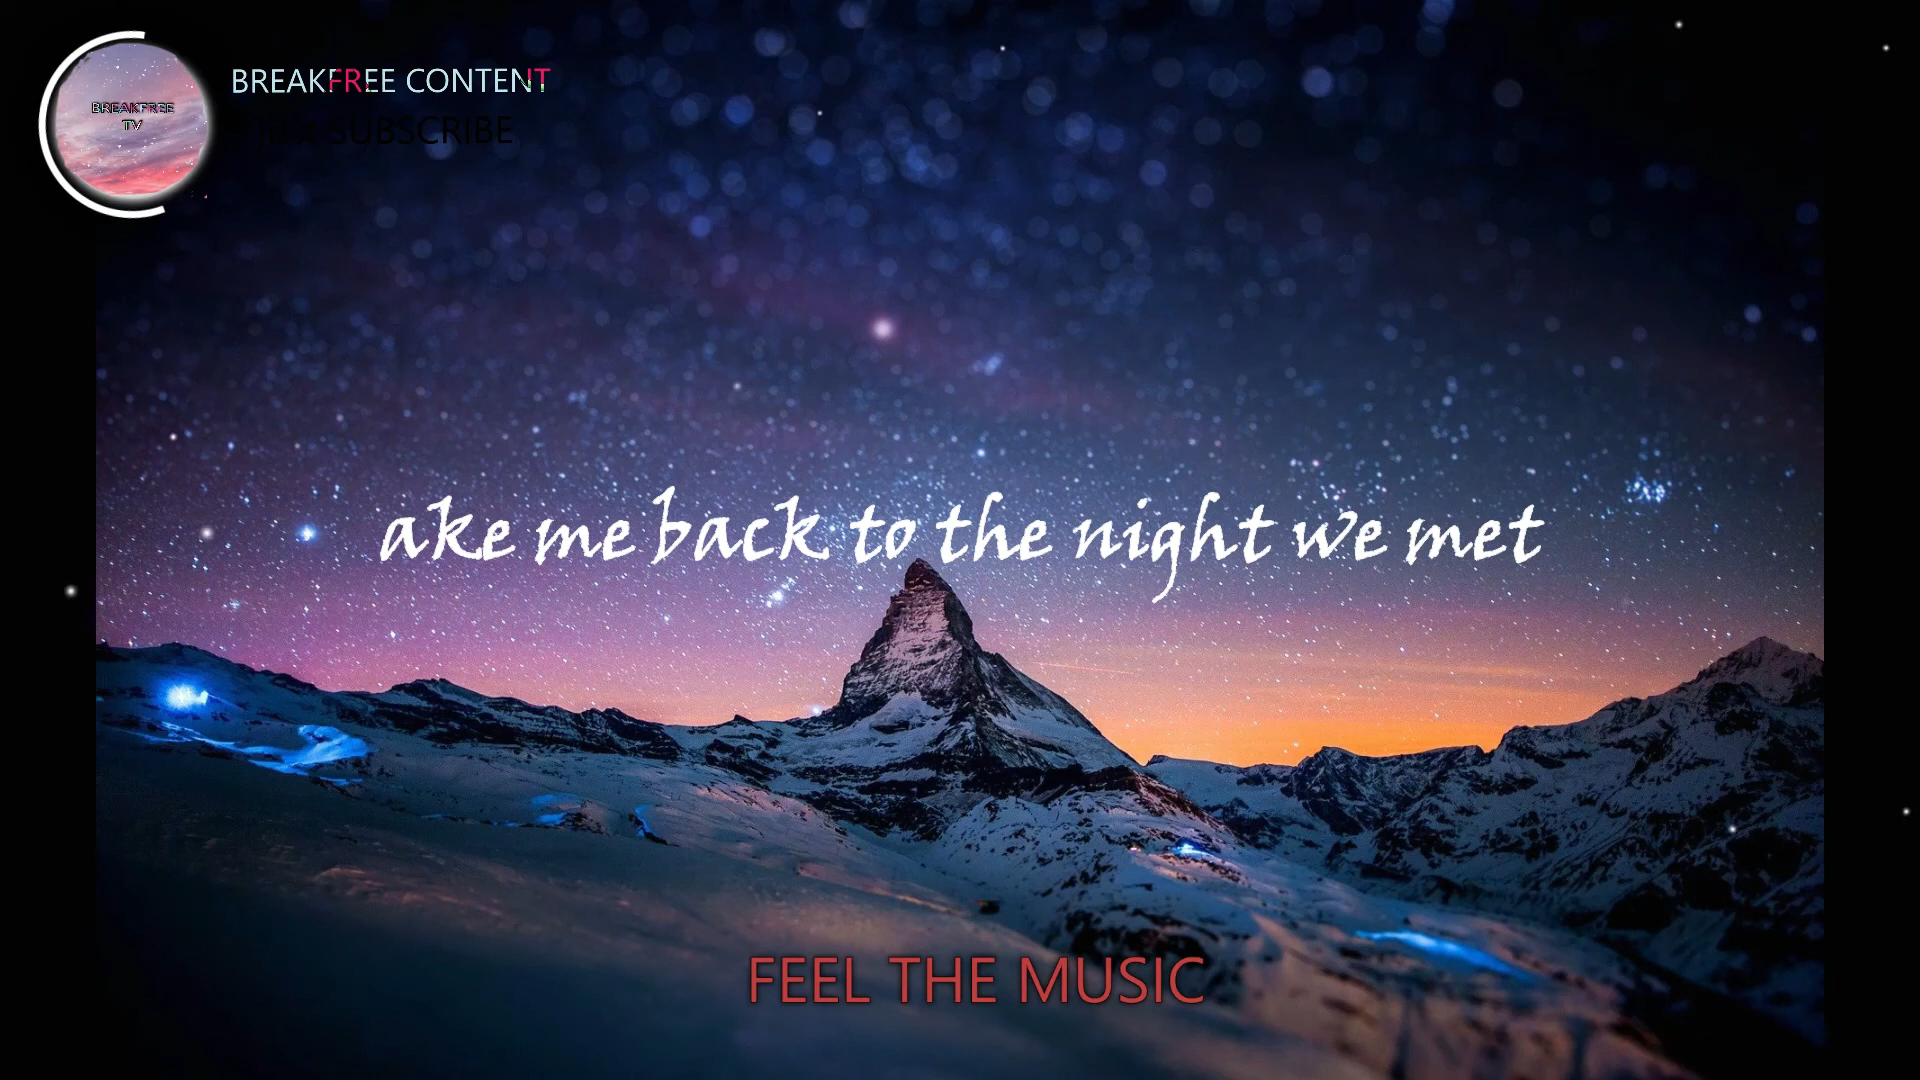 BREAKFREE CONTENT
SUBSCRIBE
BREAKFREE
TV
ake me back to the night we met
FEEL THE MUSIC